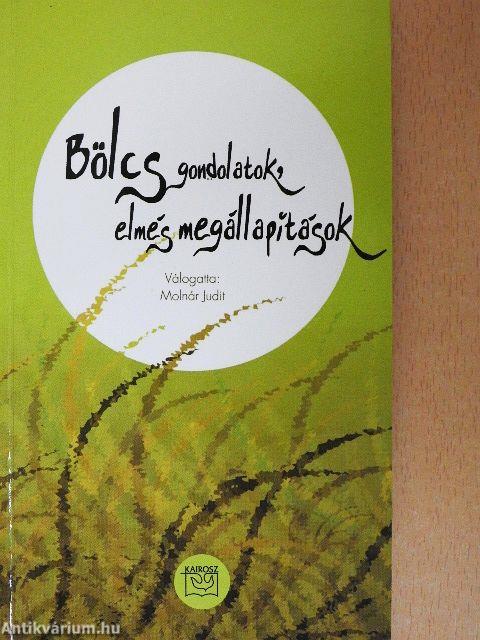 Bölcs gondolatok,
elmés megállapítások
Válogatta:
Molnár Judit
KAIROSZ
Antikvárium.hu